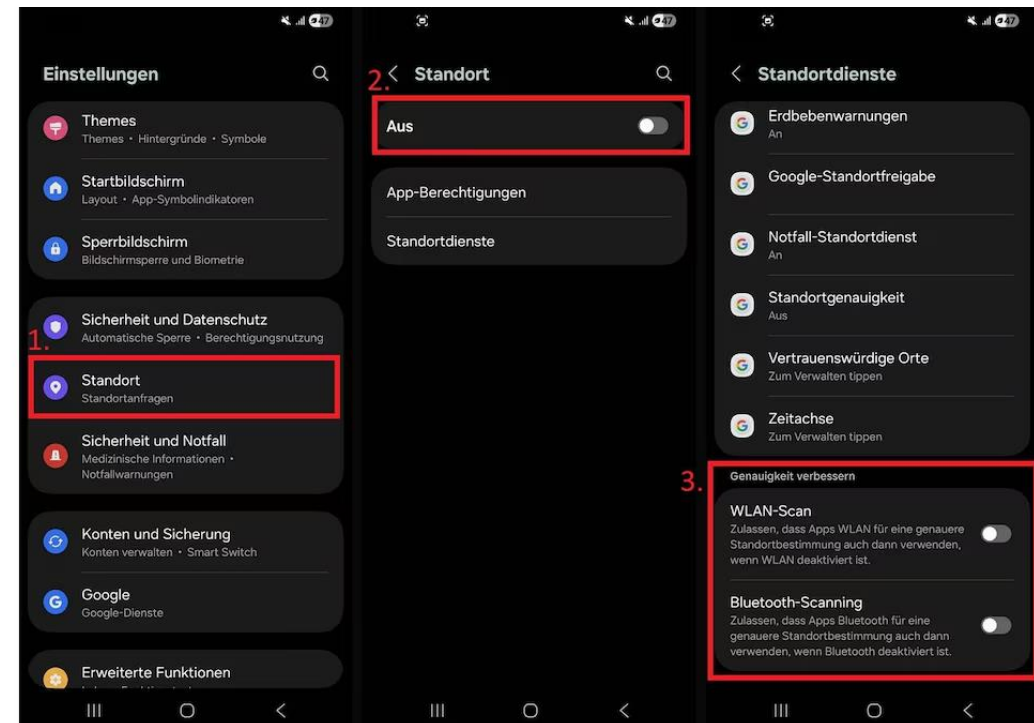 47
Einstellungen
Themes
Themes • Hintergründe • Symbole
Startbildschirm
Layout • App-Symbolindikatoren
Sperrbildschirm
Bildschirmsperre und Biometrie
Sicherheit und Datenschutz
Automatische Sperre • Berechtigungsnutzung
1.
Standort
Standortanfragen
Sicherheit und Notfall
Medizinische Informationen •
Notfallwarnungen
Konten und Sicherung
Konten verwalten • Smart Switch
Google
Google-Dienste
Erweiterte Funktionen
47
2.
Standort
Aus
App-Berechtigungen
Standortdienste
47
Standortdienste
Erdbebenwarnungen
An
Google-Standortfreigabe
Notfall-Standortdienst
An
Standortgenauigkeit
Aus
Vertrauenswürdige Orte
Zum Verwalten tippen
Zeitachse
Zum Verwalten tippen
3.
Genauigkeit verbessern
WLAN-Scan
Zulassen, dass Apps WLAN für eine genauere
Standortbestimmung auch dann verwenden,
wenn WLAN deaktiviert ist.
Bluetooth-Scanning
Zulassen, dass Apps Bluetooth für eine
genauere Standortbestimmung auch dann
verwenden, wenn Bluetooth deaktiviert ist.